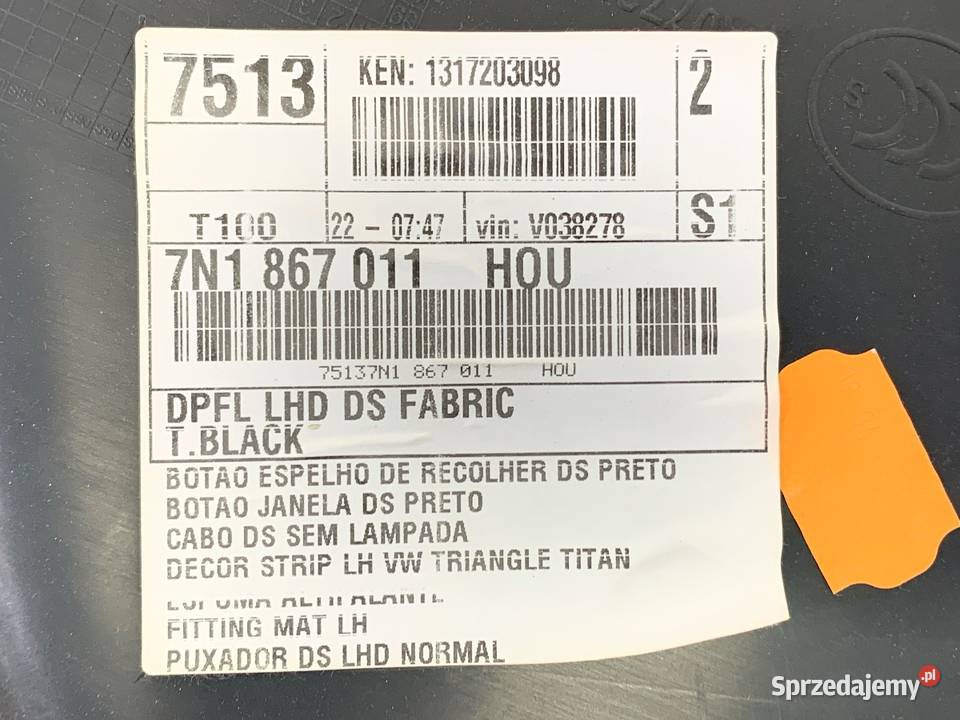 7513
KEN: 1317203098
2
T100
22 - 07:47
vin: V038278
S1
7N1 867 011 HOU
75137N1 867 011 HOU
DPFL LHD DS FABRIC
T.BLACK
BOTAO ESPELHO DE RECOLHER DS PRETO
BOTAO JANELA DS PRETO
CABO DS SEM LAMPADA
DECOR STRIP LH VW TRIANGLE TITAN
ESPUMA ALTIFALANTE
FITTING MAT LH
PUXADOR DS LHD NORMAL
Sprzedajemy.pl